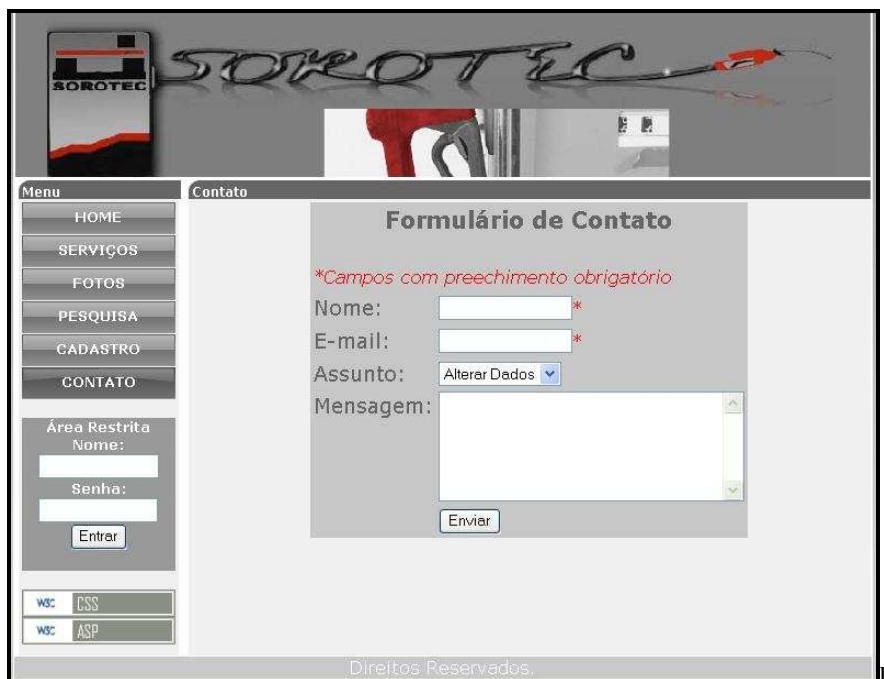 SOROTEC
SOROTEC
Menu
HOME
SERVIÇOS
FOTOS
PESQUISA
CADASTRO
CONTATO
Área Restrita
Nome:
Senha:
Entrar
W3C CSS
W3C ASP
Contato
Formulário de Contato
*Campos com preechimento obrigatório
Nome: *
E-mail: *
Assunto: Alterar Dados
Mensagem:
Enviar
Direitos Reservados.